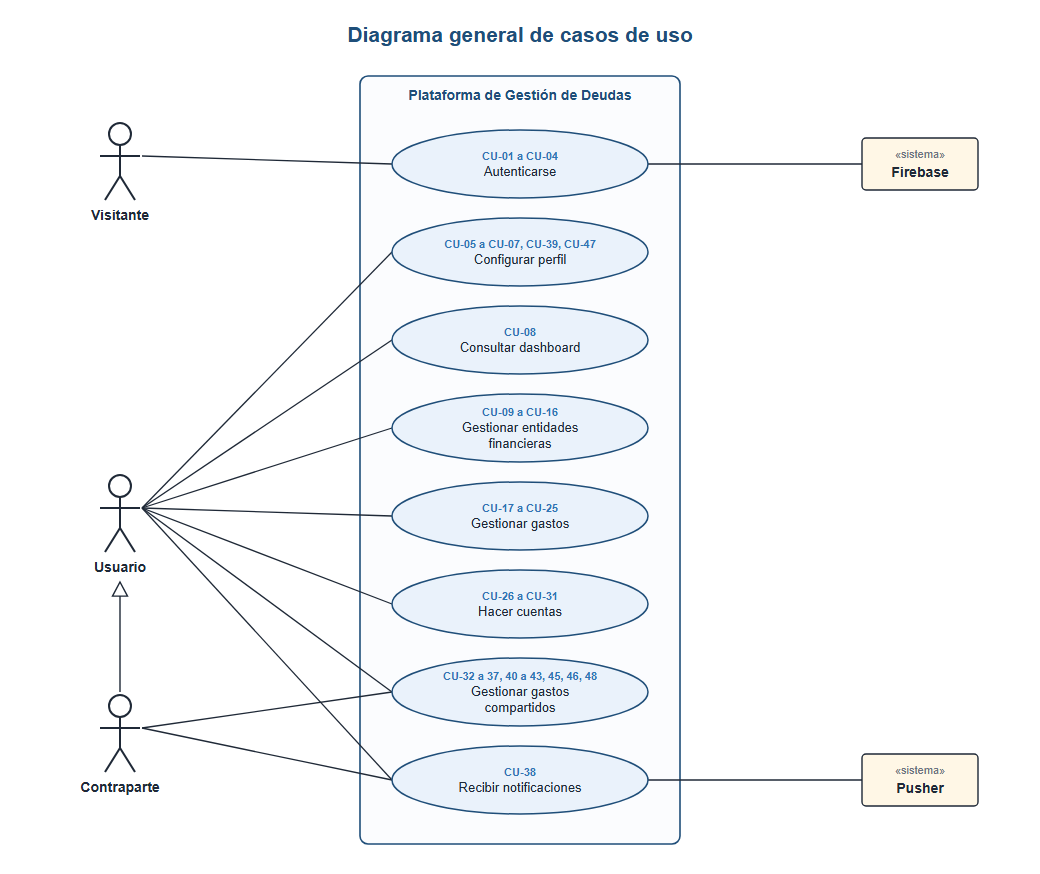 Diagrama general de casos de uso
Plataforma de Gestión de Deudas
CU-01 a CU-04
Autenticarse
«sistema»
Firebase
Visitante
CU-05 a CU-07, CU-39, CU-47
Configurar perfil
CU-08
Consultar dashboard
CU-09 a CU-16
Gestionar entidades
financieras
CU-17 a CU-25
Gestionar gastos
Usuario
CU-26 a CU-31
Hacer cuentas
CU-32 a 37, 40 a 43, 45, 46, 48
Gestionar gastos
compartidos
Contraparte
CU-38
Recibir notificaciones
«sistema»
Pusher